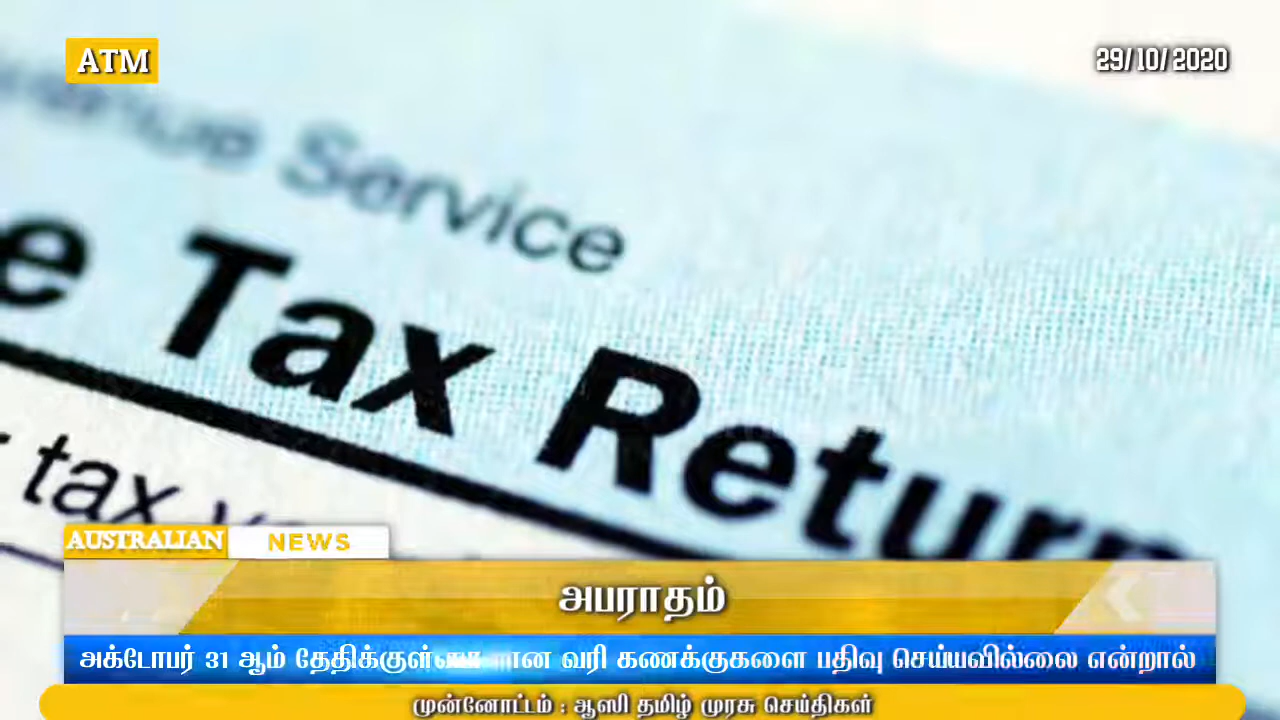 ATM
29/10/2020
Service
e Tax Return
tax
AUSTRALIAN NEWS
அபராதம்
அக்டோபர் 31 ஆம் தேதிக்குள் ான வரி கணக்குகளை பதிவு செய்யவில்லை என்றால்
முன்னோட்டம் : ஆஸி தமிழ் முரசு செய்திகள்